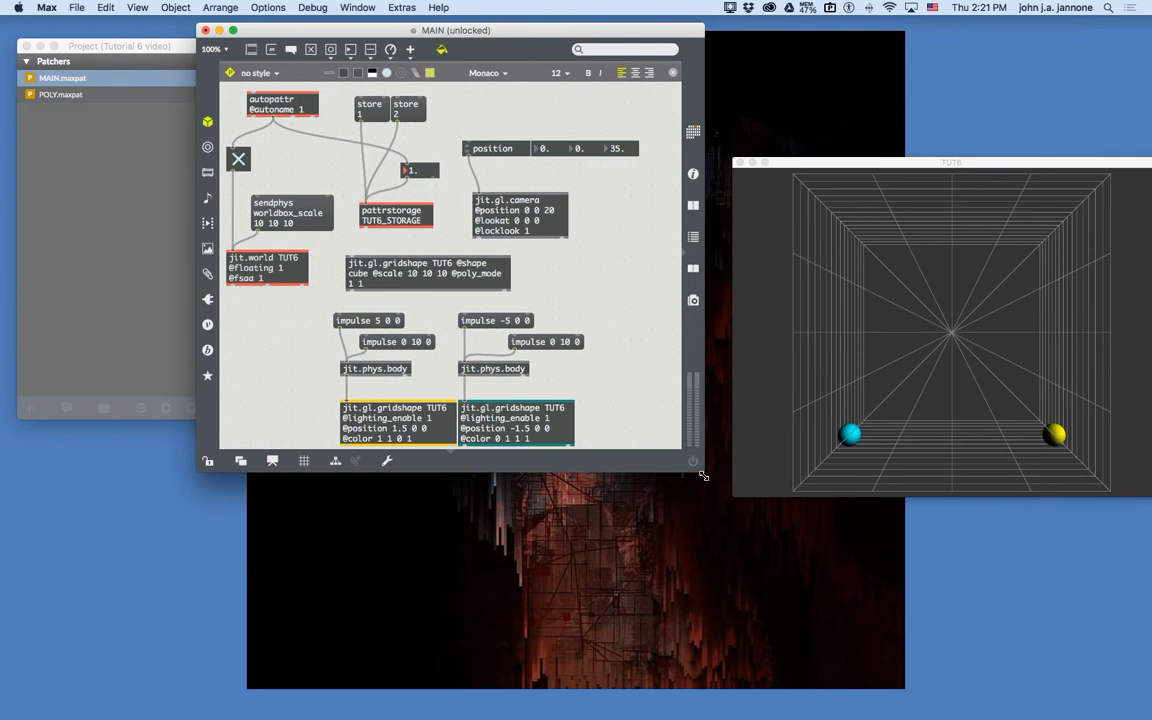 Max File Edit View Arrange Options Debug Window Extras Help
MEM
47%
Thu 2:21 PM john j.a. jannone
Project (Tutorial 6 video)
Patchers
MAIN.maxpat
POLY.maxpat
MAIN (unlocked)
100%
no style
Monaco
12
B I
autopattr
@autoname 1
store
1
store
2
position 0. 0. 35.
1.
sendphys
worldbox_scale
10 10 10
pattrstorage
TUT6_STORAGE
jit.gl.camera
@position 0 0 20
@lookat 0 0 0
@locklook 1
jit.world TUT6
@floating 1
@fsaa 1
jit.gl.gridshape TUT6 @shape
cube @scale 10 10 10 @poly_mode
1 1
impulse 5 0 0
impulse -5 0 0
impulse 0 10 0
impulse 0 10 0
jit.phys.body
jit.phys.body
jit.gl.gridshape TUT6
@lighting_enable 1
@position 1.5 0 0
@color 1 1 0 1
jit.gl.gridshape TUT6
@lighting_enable 1
@position -1.5 0 0
@color 0 1 1 1
TUT6